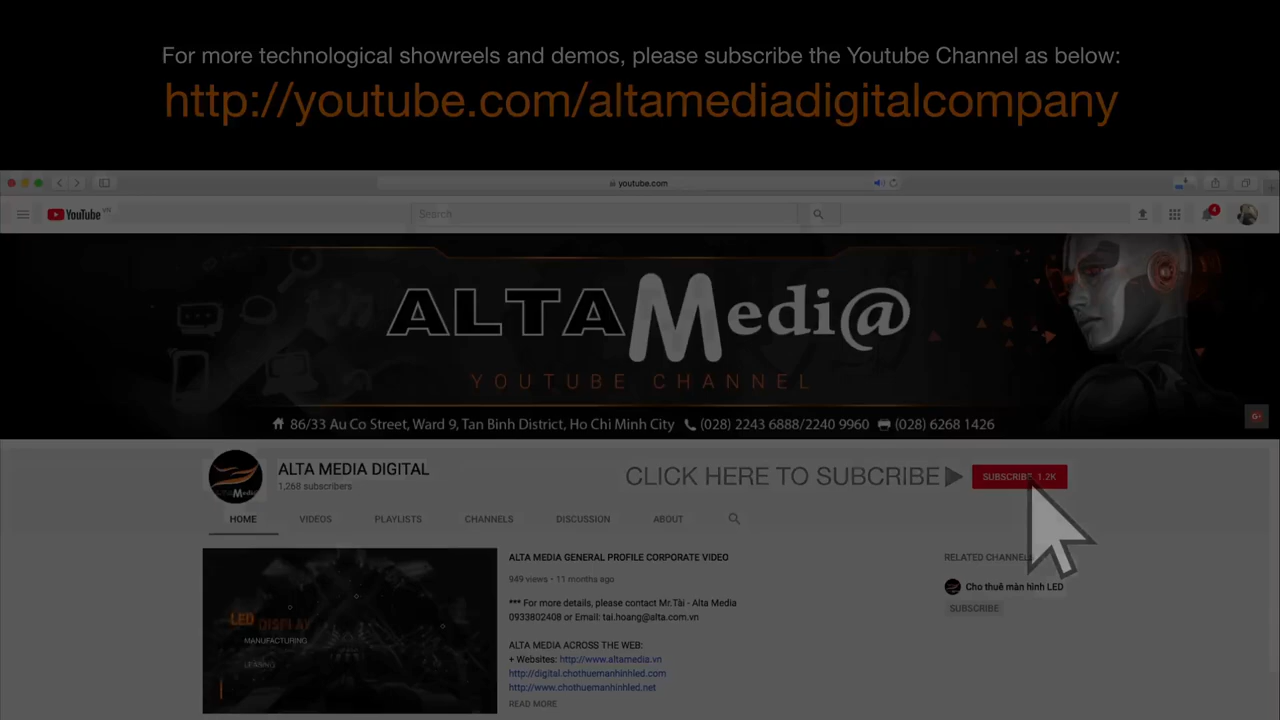 For more technological showreels and demos, please subscribe the Youtube Channel as below:
http://youtube.com/altamediadigitalcompany
youtube.com
YouTube VN
Search
4
ALTA Medi@
YOUTUBE CHANNEL
86/33 Au Co Street, Ward 9, Tan Binh District, Ho Chi Minh City (028) 2243 6888/2240 9960 (028) 6268 1426
G+
ALTA MEDIA DIGITAL
1,268 subscribers
CLICK HERE TO SUBCRIBE
SUBSCRIBE 1.2K
HOME VIDEOS PLAYLISTS CHANNELS DISCUSSION ABOUT
LED DISPLAY
MANUFACTURING
LEASING
ALTA MEDIA GENERAL PROFILE CORPORATE VIDEO
949 views • 11 months ago
*** For more details, please contact Mr.Tài - Alta Media
0933802408 or Email: tai.hoang@alta.com.vn
ALTA MEDIA ACROSS THE WEB:
+ Websites: http://www.altamedia.vn
http://digital.chothuemanhinhled.com
http://www.chothuemanhinhled.net
READ MORE
RELATED CHANNELS
Cho thuê màn hình LED
SUBSCRIBE